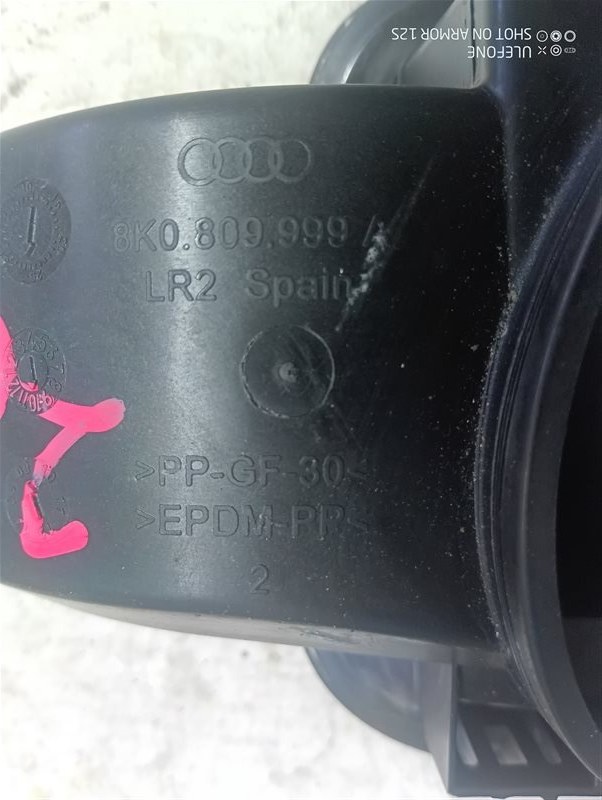 8K0.809.999 A
LR2 Spain
>PP-GF-30<
>EPDM-PP<
2
ULEFONE
SHOT ON ARMOR 12S